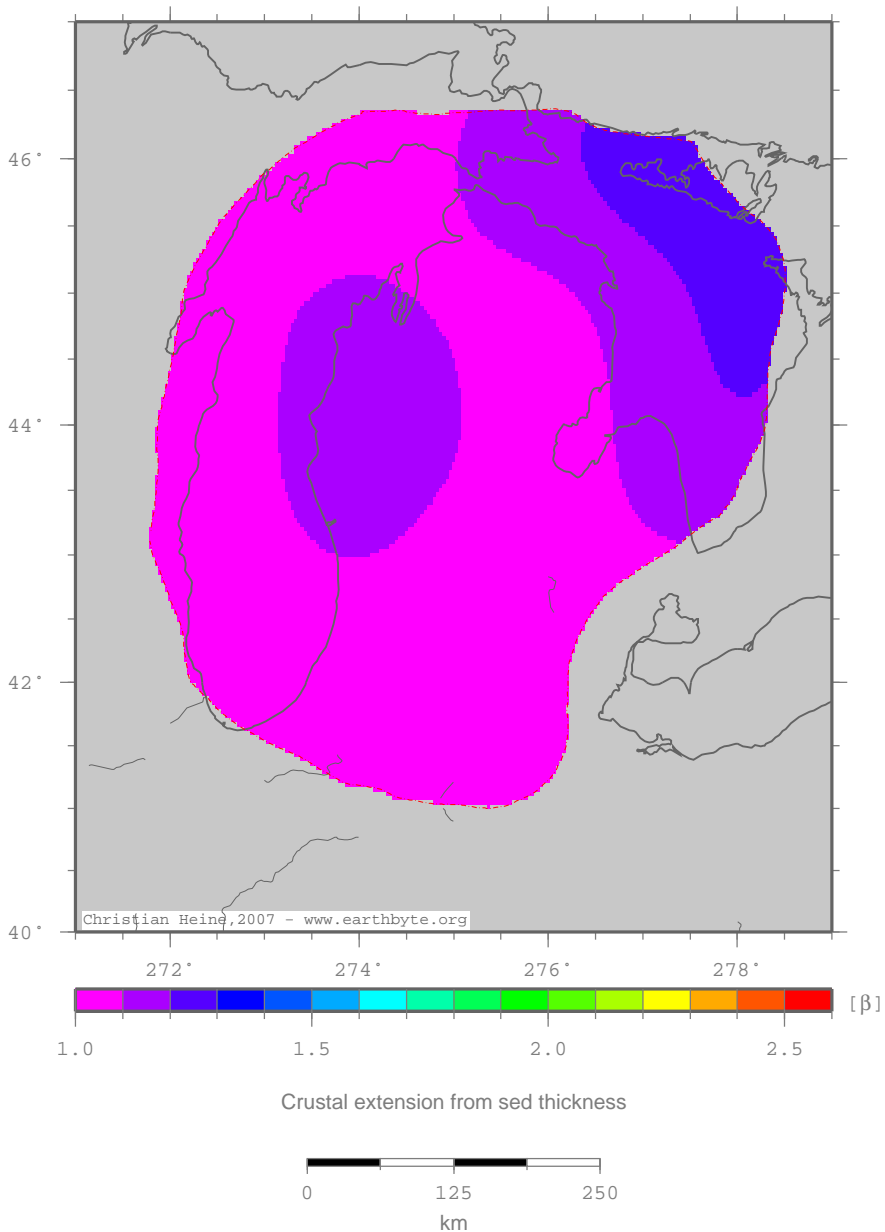 46°
44°
42°
40°
Christian Heine,2007 - www.earthbyte.org
272° 274° 276° 278°
[β]
1.0 1.5 2.0 2.5
Crustal extension from sed thickness
0 125 250
km